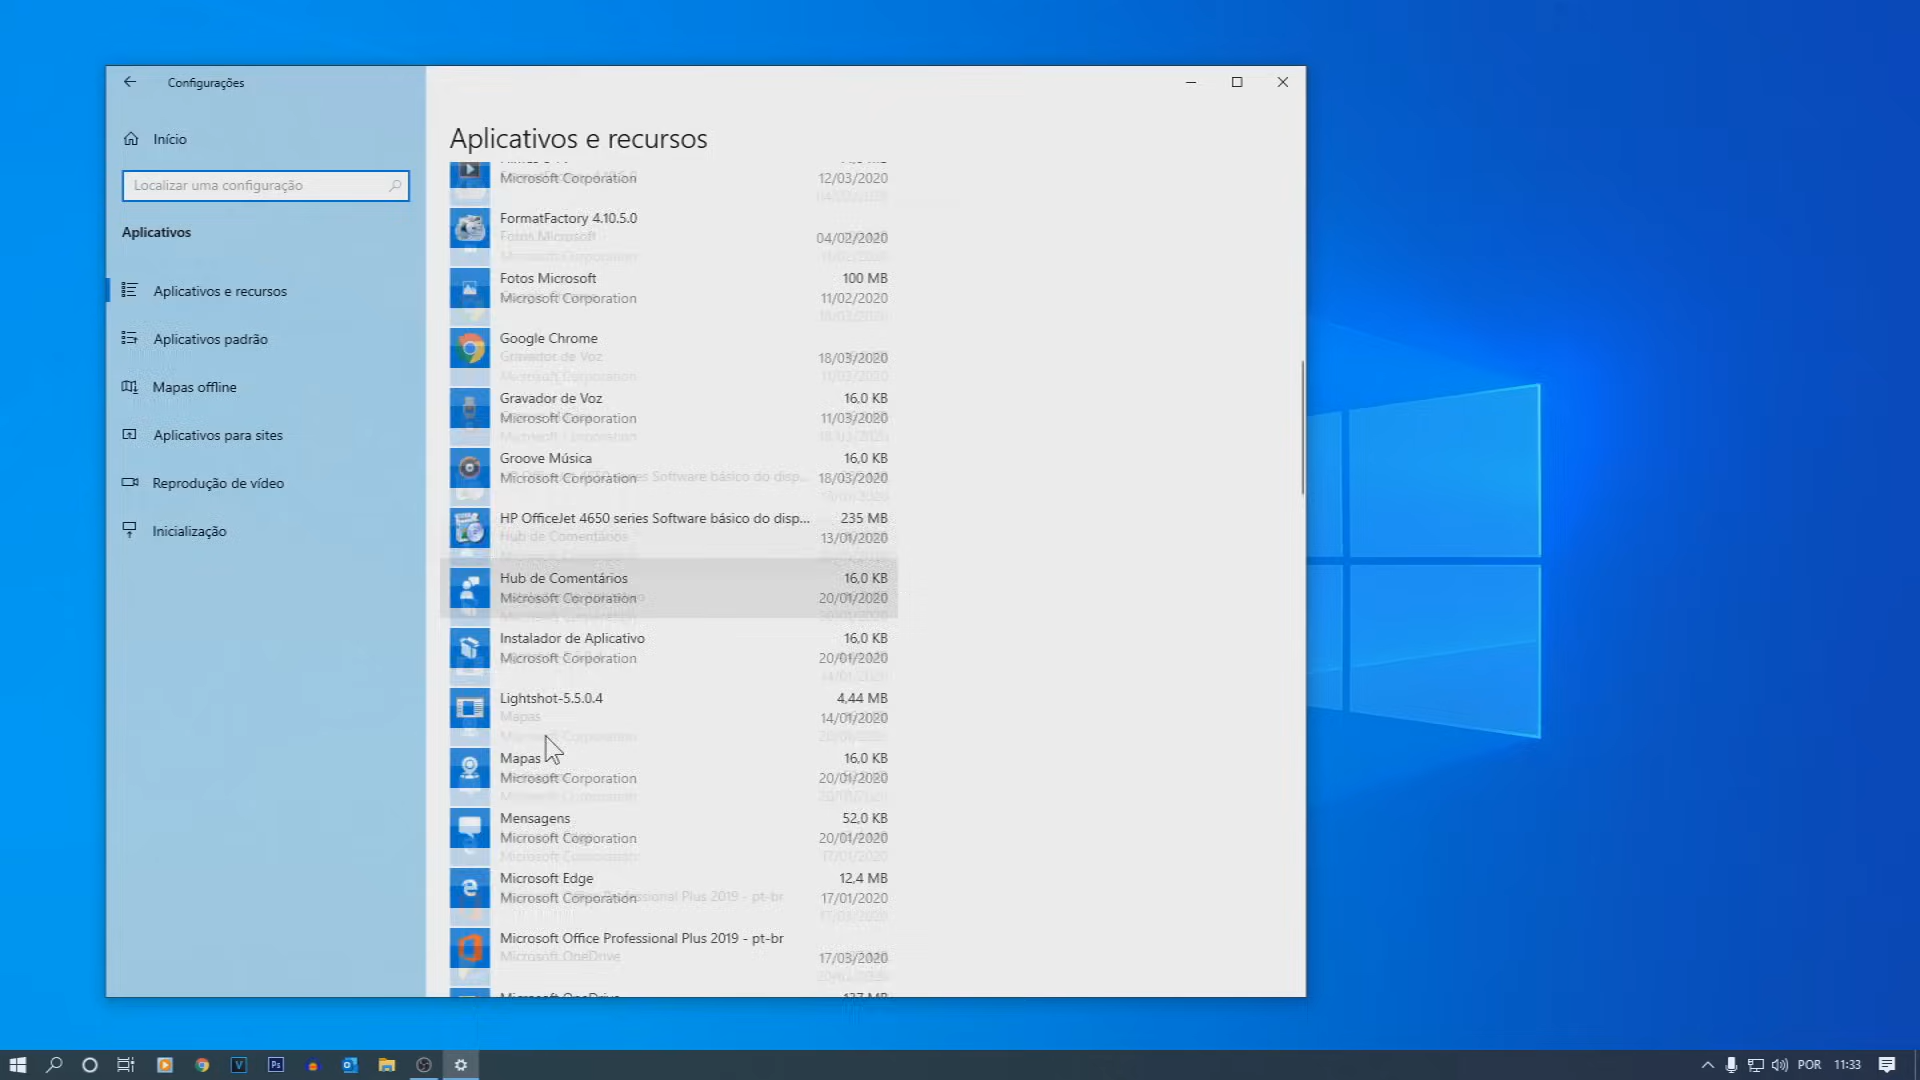 Configurações
Início
Localizar uma configuração
Aplicativos
Aplicativos e recursos
Aplicativos padrão
Mapas offline
Aplicativos para sites
Reprodução de vídeo
Inicialização
Aplicativos e recursos
Microsoft Corporation 12/03/2020
FormatFactory 4.10.5.0
04/02/2020
Fotos Microsoft 100 MB
Microsoft Corporation 11/02/2020
Google Chrome
18/03/2020
Gravador de Voz 16,0 KB
Microsoft Corporation 11/03/2020
Groove Música 16,0 KB
Microsoft Corporation 18/03/2020
HP OfficeJet 4650 series Software básico do disp... 235 MB
13/01/2020
Hub de Comentários 16,0 KB
Microsoft Corporation 20/01/2020
Instalador de Aplicativo 16,0 KB
Microsoft Corporation 20/01/2020
Lightshot-5.5.0.4 4,44 MB
14/01/2020
Mapas 16,0 KB
Microsoft Corporation 20/01/2020
Mensagens 52,0 KB
Microsoft Corporation 20/01/2020
Microsoft Edge 12,4 MB
Microsoft Corporation 17/01/2020
Microsoft Office Professional Plus 2019 - pt-br
17/03/2020
Microsoft OneDrive 137 MB
POR 11:33